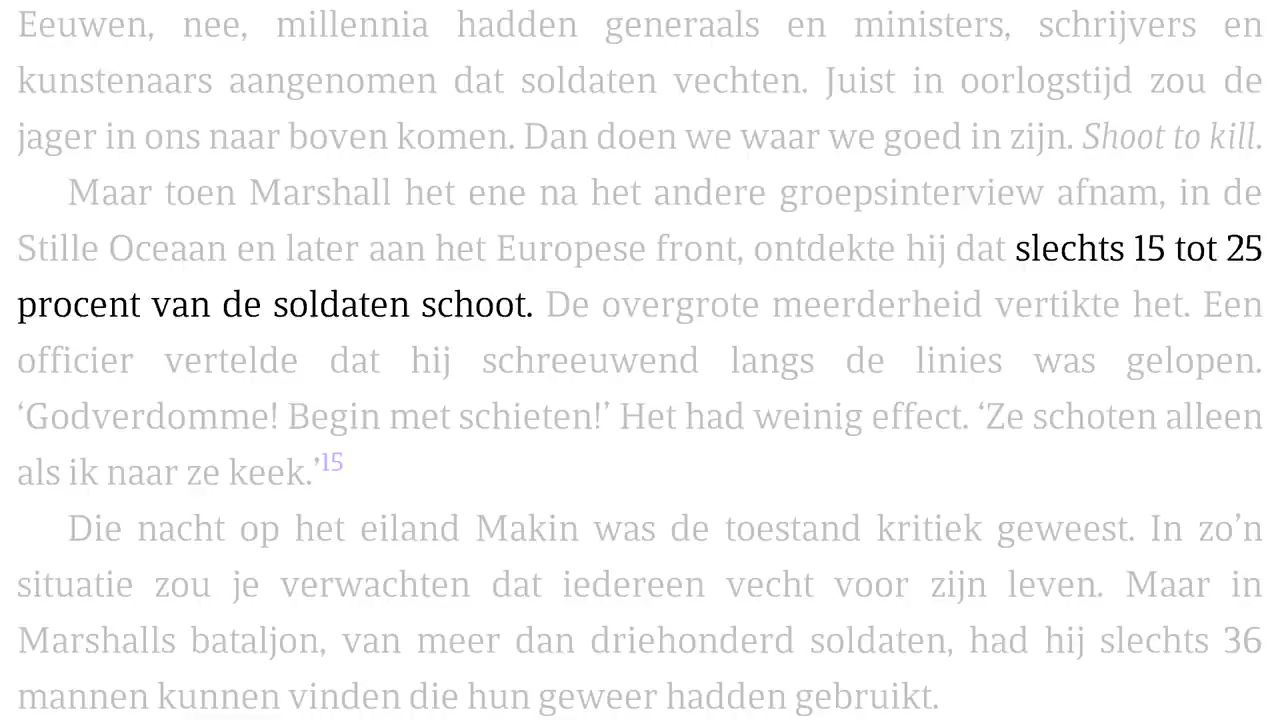 Eeuwen, nee, millennia hadden generaals en ministers, schrijvers en
kunstenaars aangenomen dat soldaten vechten. Juist in oorlogstijd zou de
jager in ons naar boven komen. Dan doen we waar we goed in zijn. Shoot to kill.
Maar toen Marshall het ene na het andere groepsinterview afnam, in de
Stille Oceaan en later aan het Europese front, ontdekte hij dat slechts 15 tot 25
procent van de soldaten schoot. De overgrote meerderheid vertikte het. Een
officier vertelde dat hij schreeuwend langs de linies was gelopen.
‘Godverdomme! Begin met schieten!’ Het had weinig effect. ‘Ze schoten alleen
als ik naar ze keek.’15
Die nacht op het eiland Makin was de toestand kritiek geweest. In zo’n
situatie zou je verwachten dat iedereen vecht voor zijn leven. Maar in
Marshalls bataljon, van meer dan driehonderd soldaten, had hij slechts 36
mannen kunnen vinden die hun geweer hadden gebruikt.